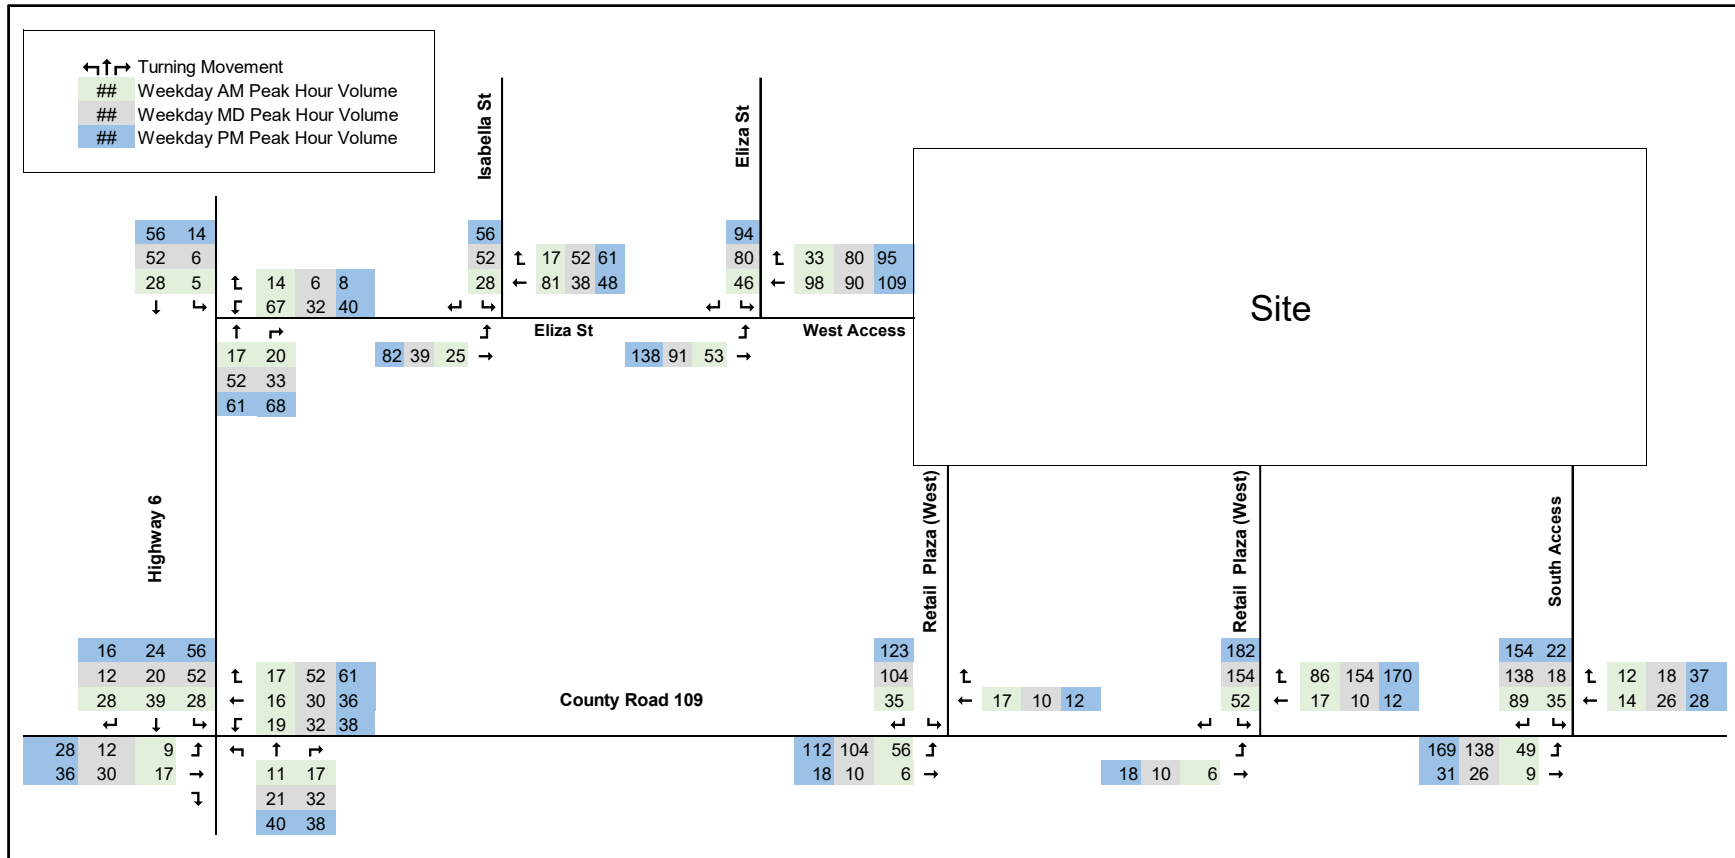 Turning Movement
## Weekday AM Peak Hour Volume
## Weekday MD Peak Hour Volume
## Weekday PM Peak Hour Volume
Isabella St
Eliza St
56 14
52 6
28 5
14 6 8
67 32 40
17 20
52 33
61 68
56
52
28
17 52 61
81 38 48
82 39 25
Eliza St
94
80
46
33 80 95
98 90 109
138 91 53
West Access
Site
Highway 6
Retail Plaza (West)
Retail Plaza (West)
South Access
16 24 56
12 20 52
28 39 28
17 52 61
16 30 36
19 32 38
28 12 9
36 30 17
11 17
21 32
40 38
County Road 109
123
104
35
17 10 12
112 104 56
18 10 6
182
154
52
86 154 170
17 10 12
18 10 6
154 22
138 18
89 35
12 18 37
14 26 28
169 138 49
31 26 9